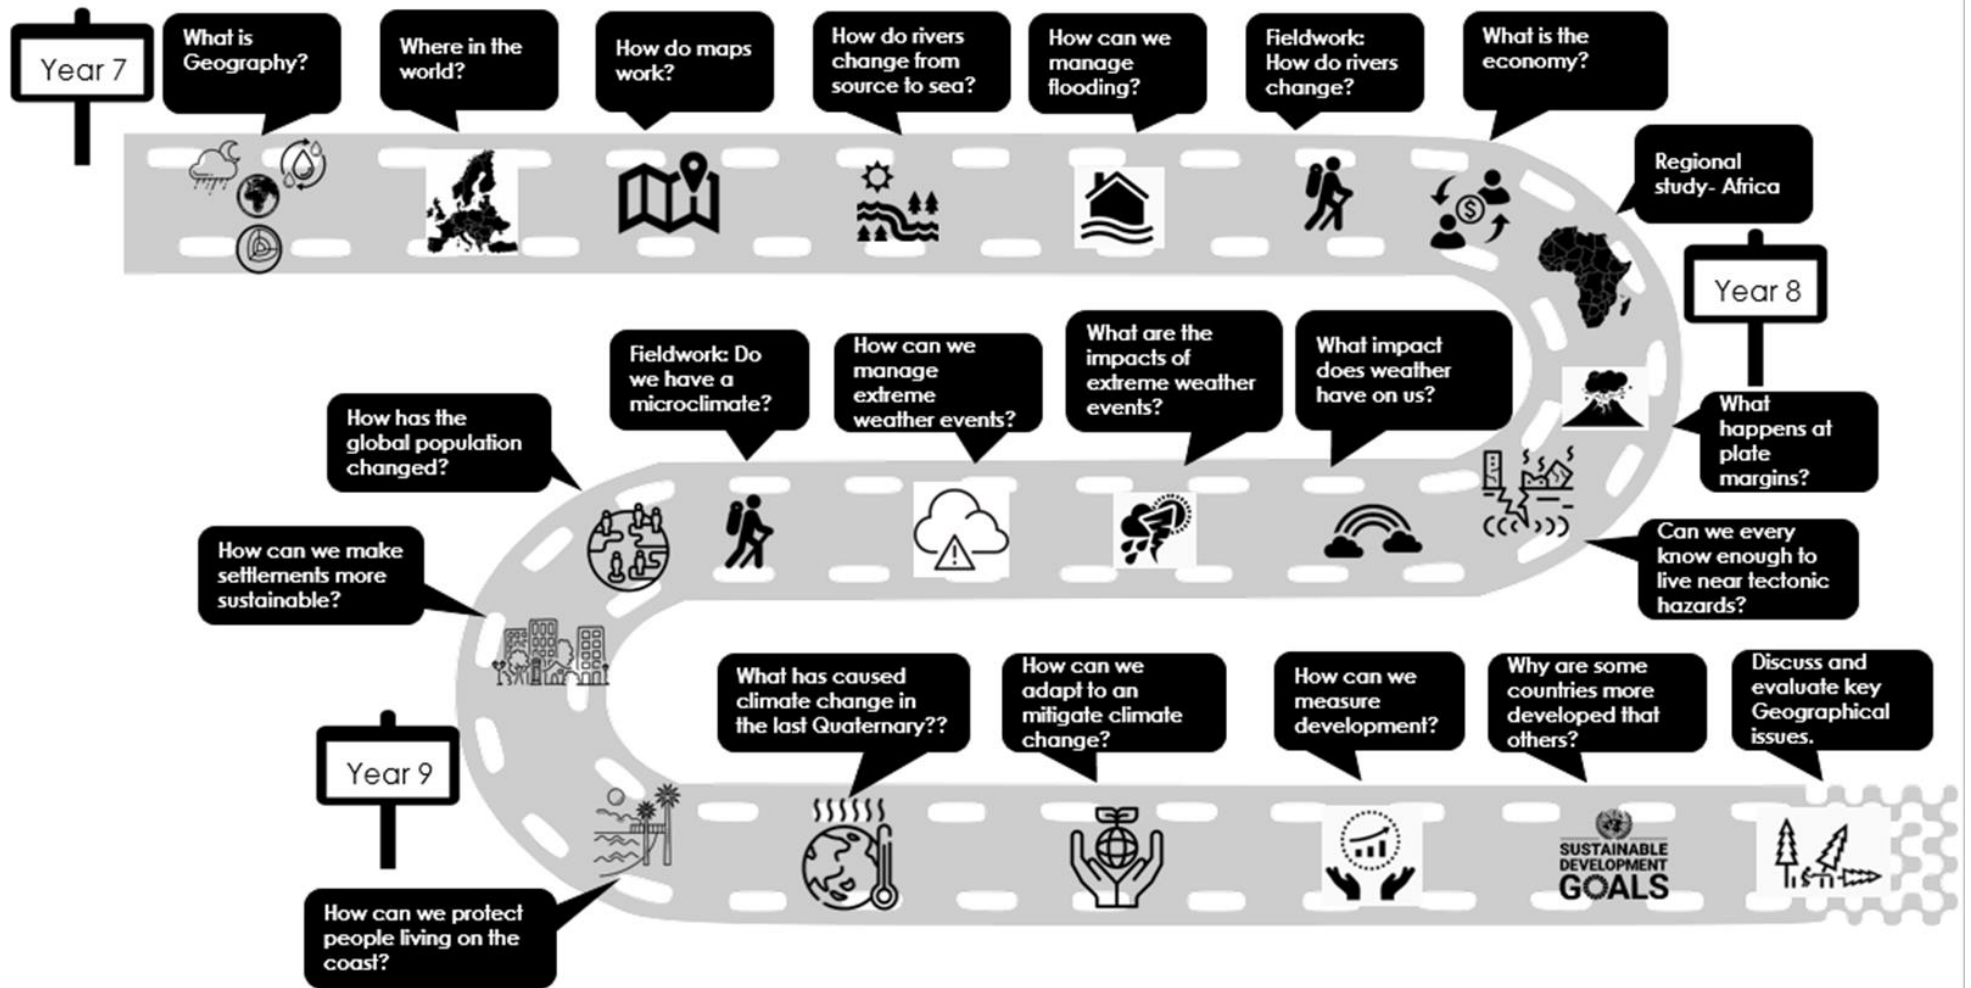 Year 7
What is
Geography?
Where in the
world?
How do maps
work?
How do rivers
change from
source to sea?
How can we
manage
flooding?
Fieldwork:
How do rivers
change?
What is the
economy?
Regional
study- Africa
Year 8
What
happens at
plate
margins?
Can we every
know enough to
live near tectonic
hazards?
What impact
does weather
have on us?
What are the
impacts of
extreme weather
events?
How can we
manage
extreme
weather events?
Fieldwork: Do
we have a
microclimate?
How has the
global population
changed?
How can we make
settlements more
sustainable?
Year 9
How can we protect
people living on the
coast?
What has caused
climate change in
the last Quaternary??
How can we
adapt to an
mitigate climate
change?
How can we
measure
development?
Why are some
countries more
developed that
others?
SUSTAINABLE
DEVELOPMENT
GOALS
Discuss and
evaluate key
Geographical
issues.